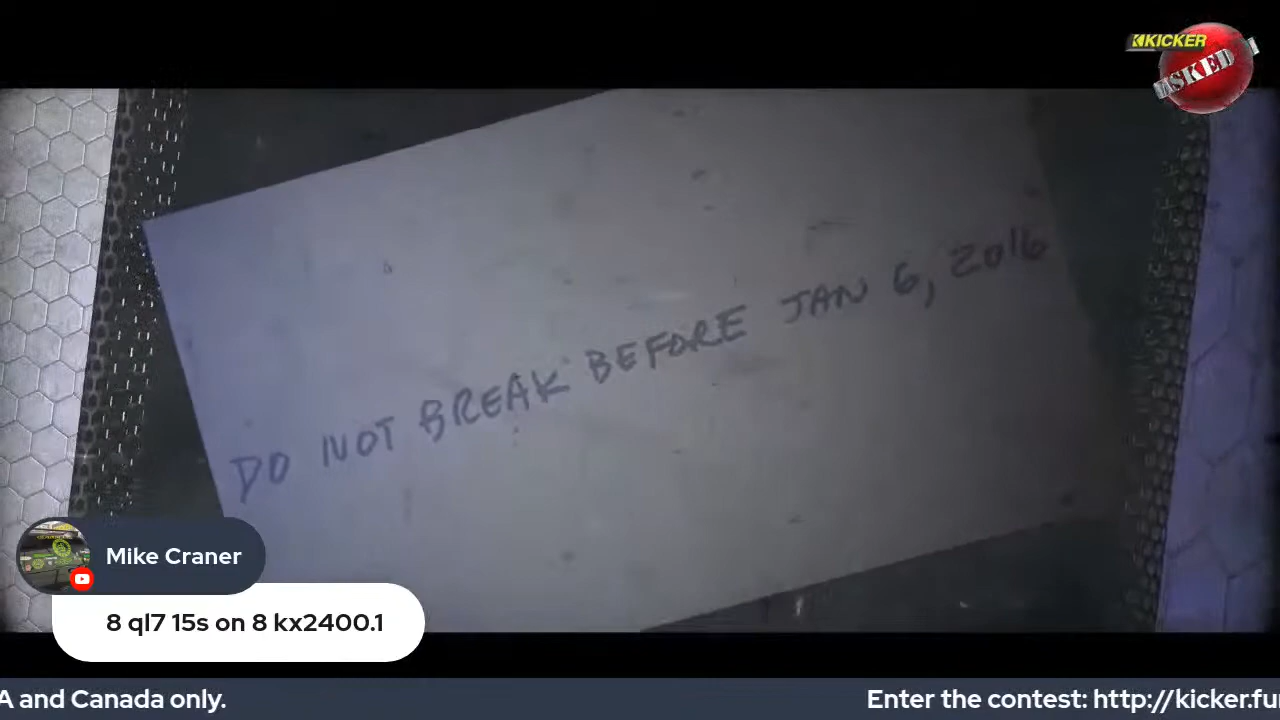 KICKER
ASKED
DO NOT BREAK BEFORE JAN 6, 2016
Mike Craner
8 ql7 15s on 8 kx2400.1
A and Canada only.
Enter the contest: http://kicker.fu